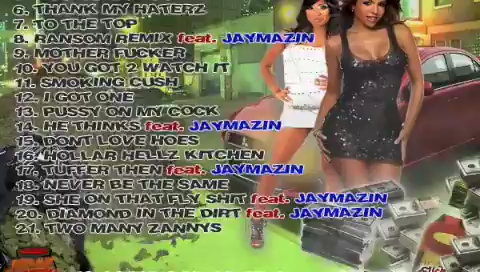 6. THANK MY HATERZ
7. TO THE TOP
8. RANSOM REMIX feat. JAYMAZIN
9. MOTHER FUCKER
10. YOU GOT 2 WATCH IT
11. SMOKING CUSH
12. I GOT ONE
13. PUSSY ON MY COCK
14. HE THINKS feat. JAYMAZIN
15. DONT LOVE HOES
16. HOLLAR HELLZ KITCHEN
17. TUFFER THEN feat. JAYMAZIN
18. NEVER BE THE SAME
19. SHE ON THAT FLY SHIT feat. JAYMAZIN
20. DIAMOND IN THE DIRT feat. JAYMAZIN
21. TWO MANY ZANNYS